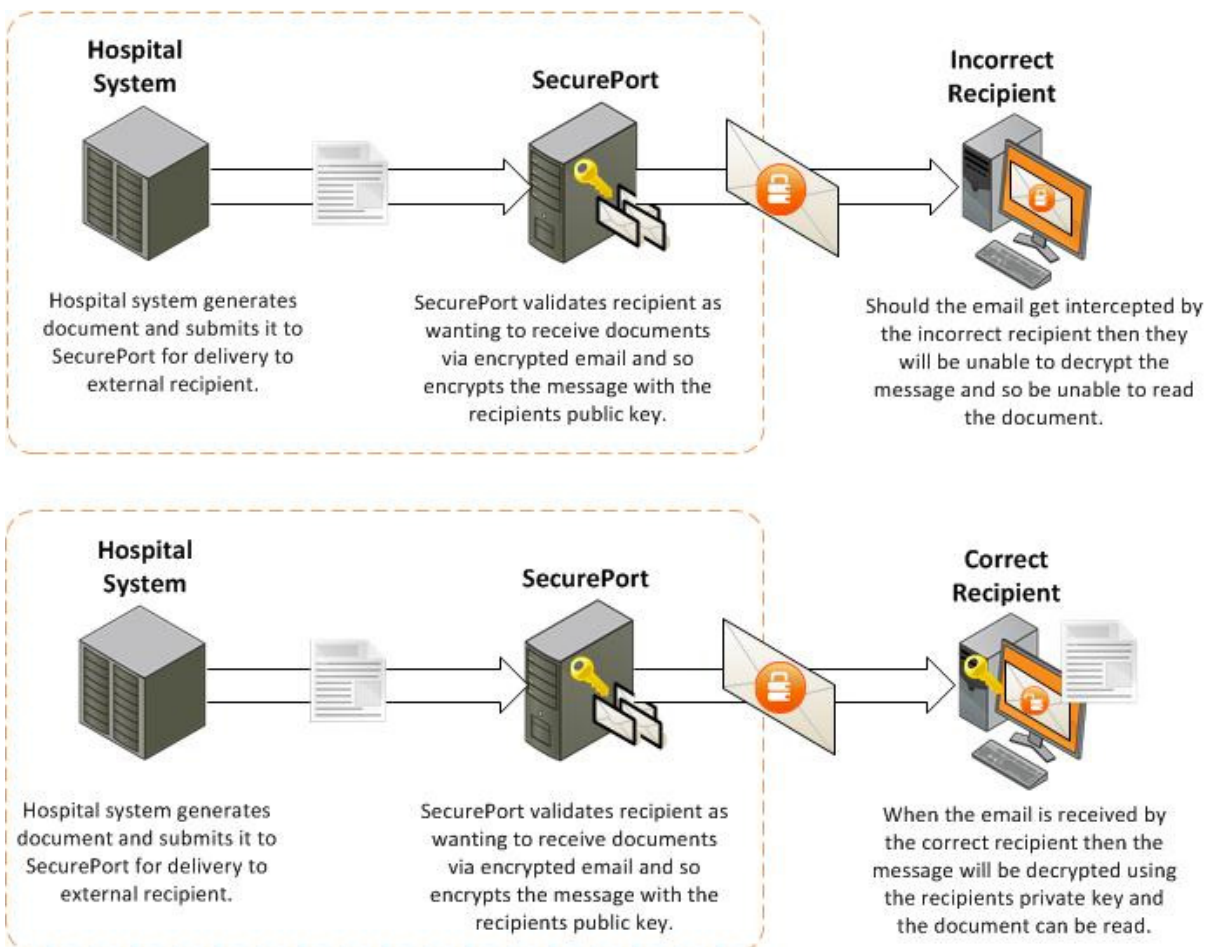 Hospital
System
SecurePort
Incorrect
Recipient
Hospital system generates
document and submits it to
SecurePort for delivery to
external recipient.
SecurePort validates recipient as
wanting to receive documents
via encrypted email and so
encrypts the message with the
recipients public key.
Should the email get intercepted by
the incorrect recipient then they
will be unable to decrypt the
message and so be unable to read
the document.
Hospital
System
SecurePort
Correct
Recipient
Hospital system generates
document and submits it to
SecurePort for delivery to
external recipient.
SecurePort validates recipient as
wanting to receive documents
via encrypted email and so
encrypts the message with the
recipients public key.
When the email is received by
the correct recipient then the
message will be decrypted using
the recipients private key and
the document can be read.